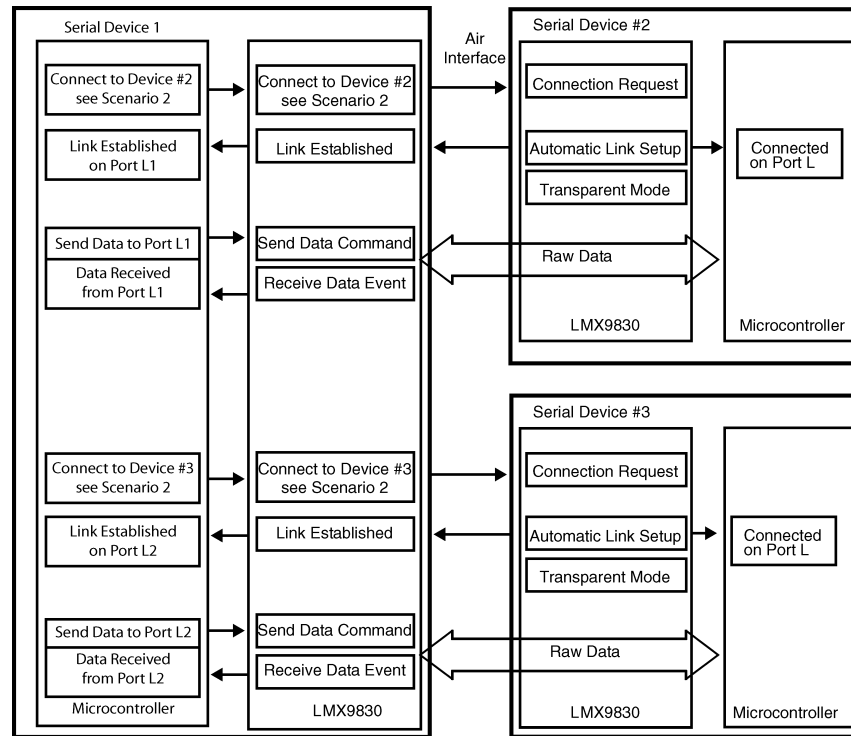 Serial Device 1
Connect to Device #2
see Scenario 2
Connect to Device #2
see Scenario 2
Link Established
on Port L1
Link Established
Send Data to Port L1
Send Data Command
Data Received
from Port L1
Receive Data Event
Connect to Device #3
see Scenario 2
Connect to Device #3
see Scenario 2
Link Established
on Port L2
Link Established
Send Data to Port L2
Send Data Command
Data Received
from Port L2
Receive Data Event
Microcontroller
LMX9830
Air
Interface
Serial Device #2
Connection Request
Automatic Link Setup
Connected
on Port L
Transparent Mode
Raw Data
LMX9830
Microcontroller
Serial Device #3
Connection Request
Automatic Link Setup
Connected
on Port L
Transparent Mode
Raw Data
LMX9830
Microcontroller